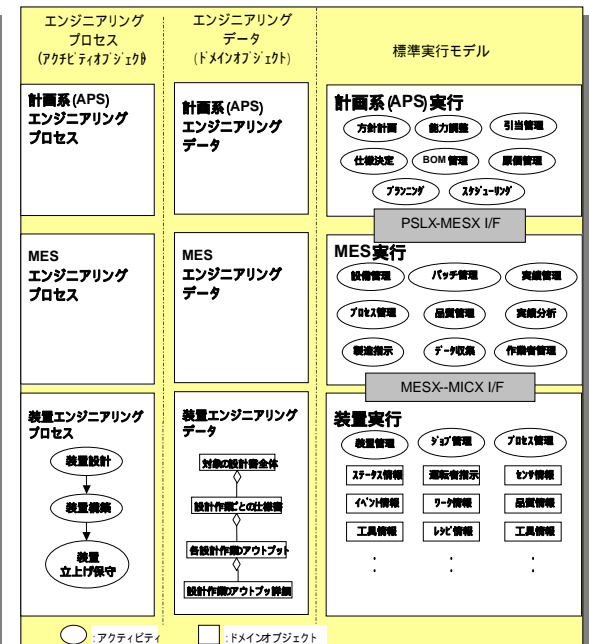 エンジニアリング
プロセス
(アクチビティオブジェクト)
エンジニアリング
データ
(ドメインオブジェクト)
標準実行モデル
計画系(APS)
エンジニアリング
プロセス
計画系(APS)
エンジニアリング
データ
計画系(APS)実行
方針計画
能力調整
引当管理
仕様決定
BOM管理
原価管理
プランニング
スケジューリング
PSLX-MESX I/F
MES
エンジニアリング
プロセス
MES
エンジニアリング
データ
MES実行
設備管理
バッチ管理
実績管理
プロセス管理
品質管理
実績分析
製造指示
データ収集
作業者管理
MESX--MICX I/F
装置エンジニアリング
プロセス
装置設計
装置構築
装置
立上げ保守
装置エンジニアリング
データ
対象の設計書全体
設計作業ごとの仕様書
各設計作業のアウトプット
設計作業のアウトプット詳細
装置実行
装置管理
ジョブ管理
プロセス管理
ステータス情報
運転者指示
センサ情報
イベント情報
ワーク情報
品質情報
工具情報
レシピ情報
工具情報
:
:
:
:アクティビティ
:ドメインオブジェクト